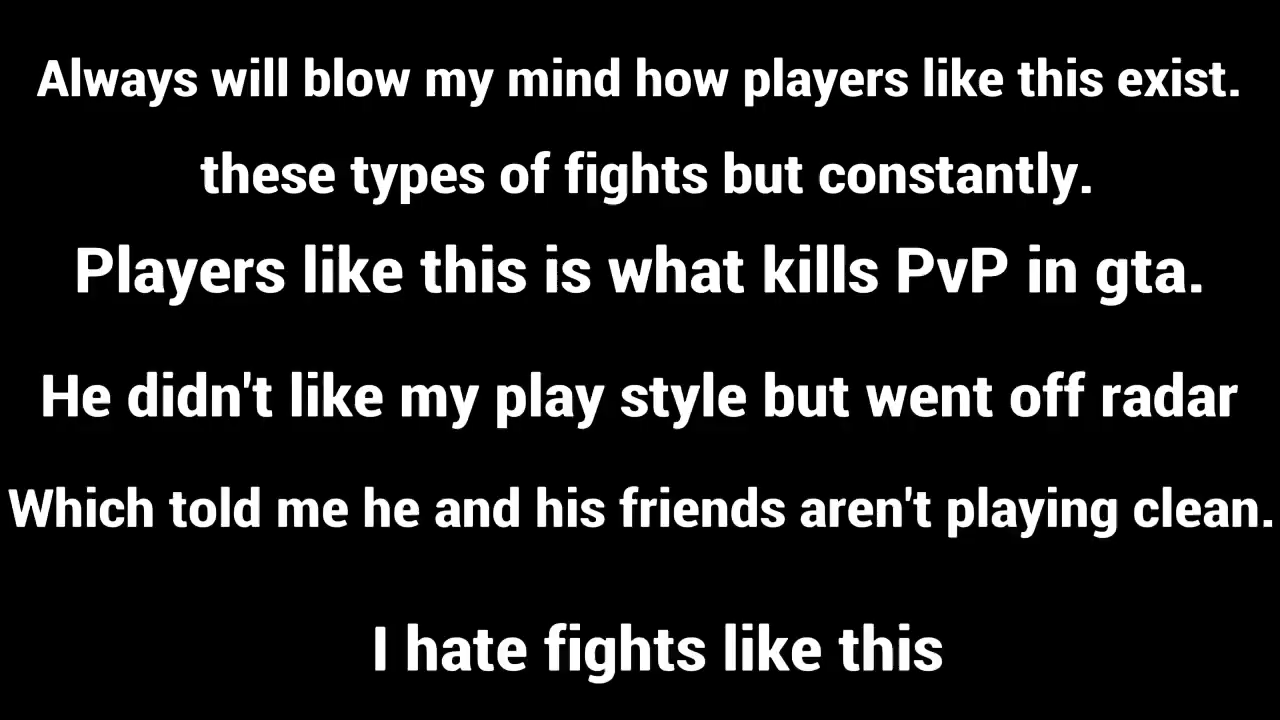 Always will blow my mind how players like this exist.
these types of fights but constantly.
Players like this is what kills PvP in gta.
He didn't like my play style but went off radar
Which told me he and his friends aren't playing clean.
I hate fights like this